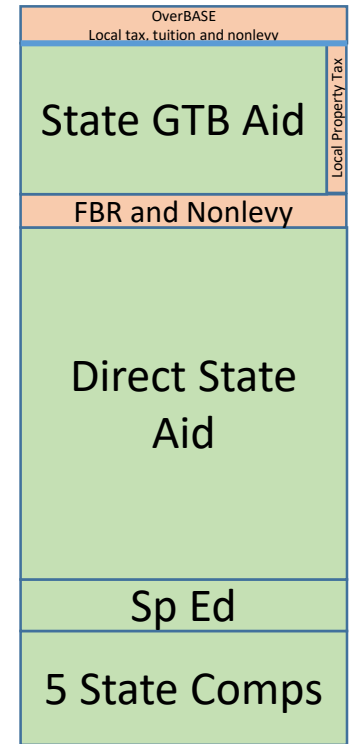 OverBASE
Local tax, tuition and nonlevy
State GTB Aid
Local Property Tax
FBR and Nonlevy
Direct State
Aid
Sp Ed
5 State Comps